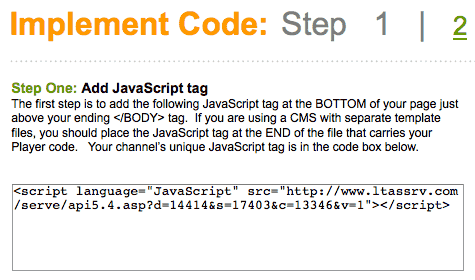 Implement Code: Step 1 | 2
Step One: Add JavaScript tag
The first step is to add the following JavaScript tag at the BOTTOM of your page just
above your ending </BODY> tag. If you are using a CMS with separate template
files, you should place the JavaScript tag at the END of the file that carries your
Player code. Your channel's unique JavaScript tag is in the code box below.
<script language="JavaScript" src="http://www.ltassrv.com
/serve/api5.4.asp?d=14414&s=17403&c=13346&v=1"></script>